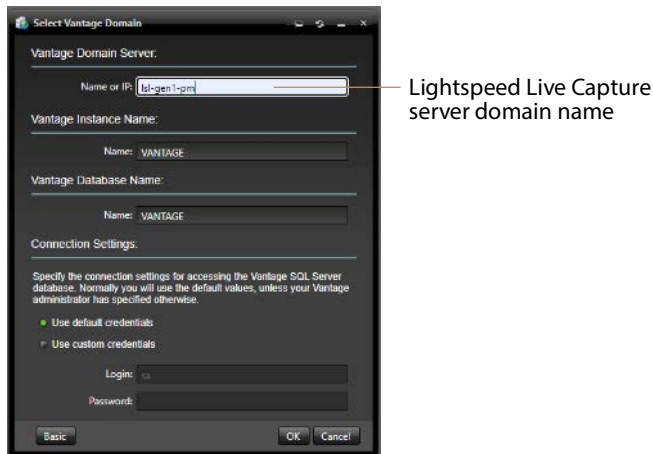 Select Vantage Domain
Vantage Domain Server:
Name or IP: lsl-gen1-pm
Lightspeed Live Capture
server domain name
Vantage Instance Name:
Name: VANTAGE
Vantage Database Name:
Name: VANTAGE
Connection Settings:
Specify the connection settings for accessing the Vantage SQL Server
database. Normally you will use the default values, unless your Vantage
administrator has specified otherwise.
Use default credentials
Use custom credentials
Login: sa
Password:
Basic OK Cancel